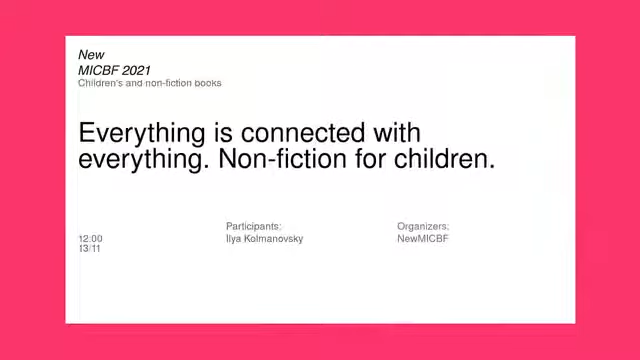 New
MICBF 2021
Children's and non-fiction books
Everything is connected with
everything. Non-fiction for children.
Participants:
Ilya Kolmanovsky
Organizers:
NewMICBF
12:00
13/11